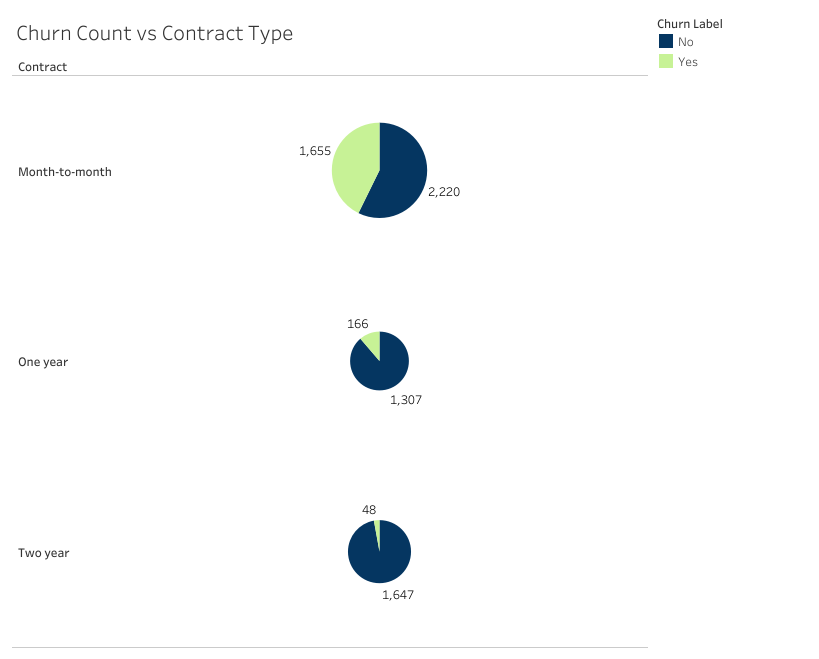 Churn Count vs Contract Type
Churn Label
No
Yes
Contract
Month-to-month
1,655
2,220
One year
166
1,307
Two year
48
1,647